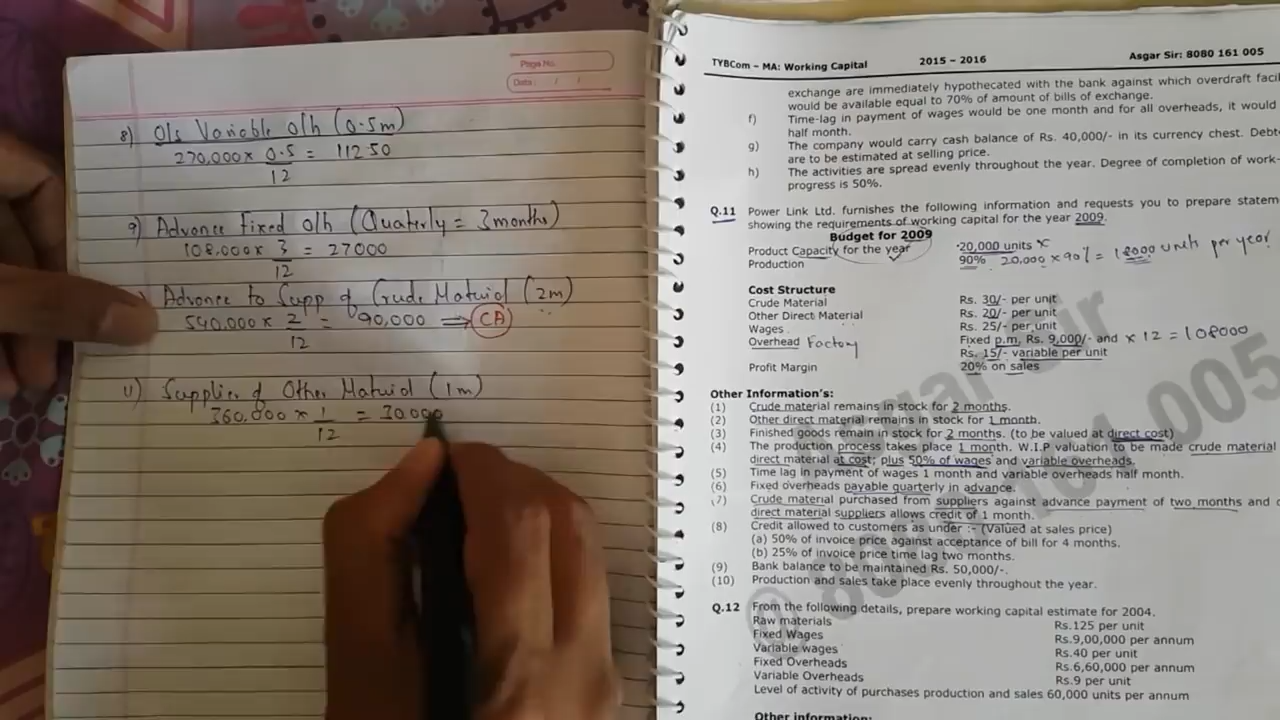 Page No.
Date: / /
8) O/s Variable O/h (0.5m)
270,000 × 0.5 = 112.50
12
9) Advance Fixed O/h (Quaterly = 3 months)
108,000 × 3 = 27000
12
Advance to Supp of Crude Material (2m)
540,000 × 2 = 90,000 ⇒ CA
12
11) Supplier of Other Material (1m)
360,000 × 1 = 30000
12
TYBCom – MA: Working Capital 2015 – 2016 Asgar Sir: 8080 161 005
exchange are immediately hypothecated with the bank against which overdraft facil
would be available equal to 70% of amount of bills of exchange.
f) Time-lag in payment of wages would be one month and for all overheads, it would
half month.
g) The company would carry cash balance of Rs. 40,000/- in its currency chest. Debt
are to be estimated at selling price.
h) The activities are spread evenly throughout the year. Degree of completion of work-
progress is 50%.
Q.11 Power Link Ltd. furnishes the following information and requests you to prepare statem
showing the requirements of working capital for the year 2009.
Budget for 2009
Product Capacity for the year 20,000 units ×
Production 90% 20,000 × 90% = 18000 units per year
Cost Structure
Crude Material Rs. 30/- per unit
Other Direct Material Rs. 20/- per unit
Wages Rs. 25/- per unit
Overhead Factory Fixed p.m, Rs. 9,000/- and × 12 = 108000
Rs. 15/- variable per unit
Profit Margin 20% on sales
Other Information's:
(1) Crude material remains in stock for 2 months.
(2) Other direct material remains in stock for 1 month.
(3) Finished goods remain in stock for 2 months. (to be valued at direct cost)
(4) The production process takes place 1 month. W.I.P valuation to be made crude material
direct material at cost; plus 50% of wages and variable overheads.
(5) Time lag in payment of wages 1 month and variable overheads half month.
(6) Fixed overheads payable quarterly in advance.
(7) Crude material purchased from suppliers against advance payment of two months and
direct material suppliers allows credit of 1 month.
(8) Credit allowed to customers as under :- (Valued at sales price)
(a) 50% of invoice price against acceptance of bill for 4 months.
(b) 25% of invoice price time lag two months.
(9) Bank balance to be maintained Rs. 50,000/-.
(10) Production and sales take place evenly throughout the year.
Q.12 From the following details, prepare working capital estimate for 2004.
Raw materials Rs.125 per unit
Fixed Wages Rs.9,00,000 per annum
Variable wages Rs.40 per unit
Fixed Overheads Rs.6,60,000 per annum
Variable Overheads Rs.9 per unit
Level of activity of purchases production and sales 60,000 units per annum
Other information: